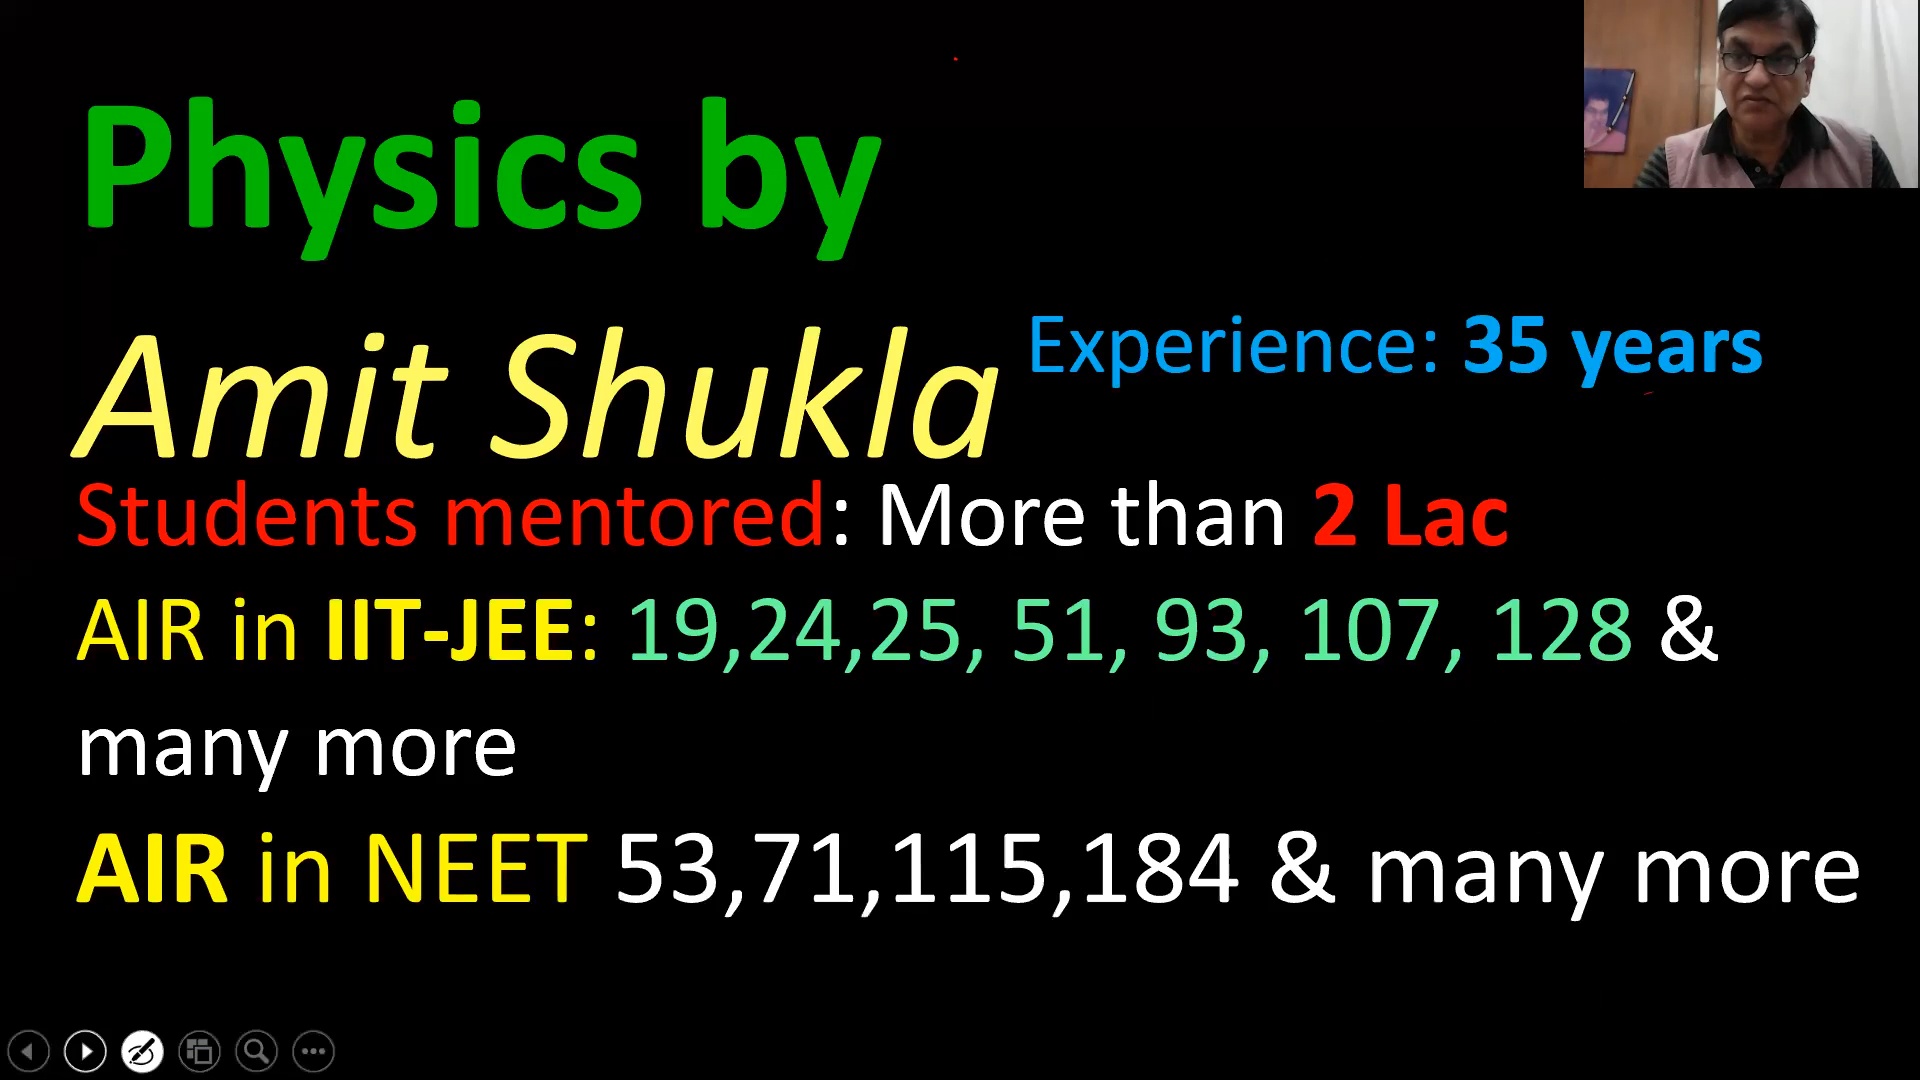 Physics by
Amit Shukla Experience: 35 years
Students mentored: More than 2 Lac
AIR in IIT-JEE: 19,24,25, 51, 93, 107, 128 &
many more
AIR in NEET 53,71,115,184 & many more